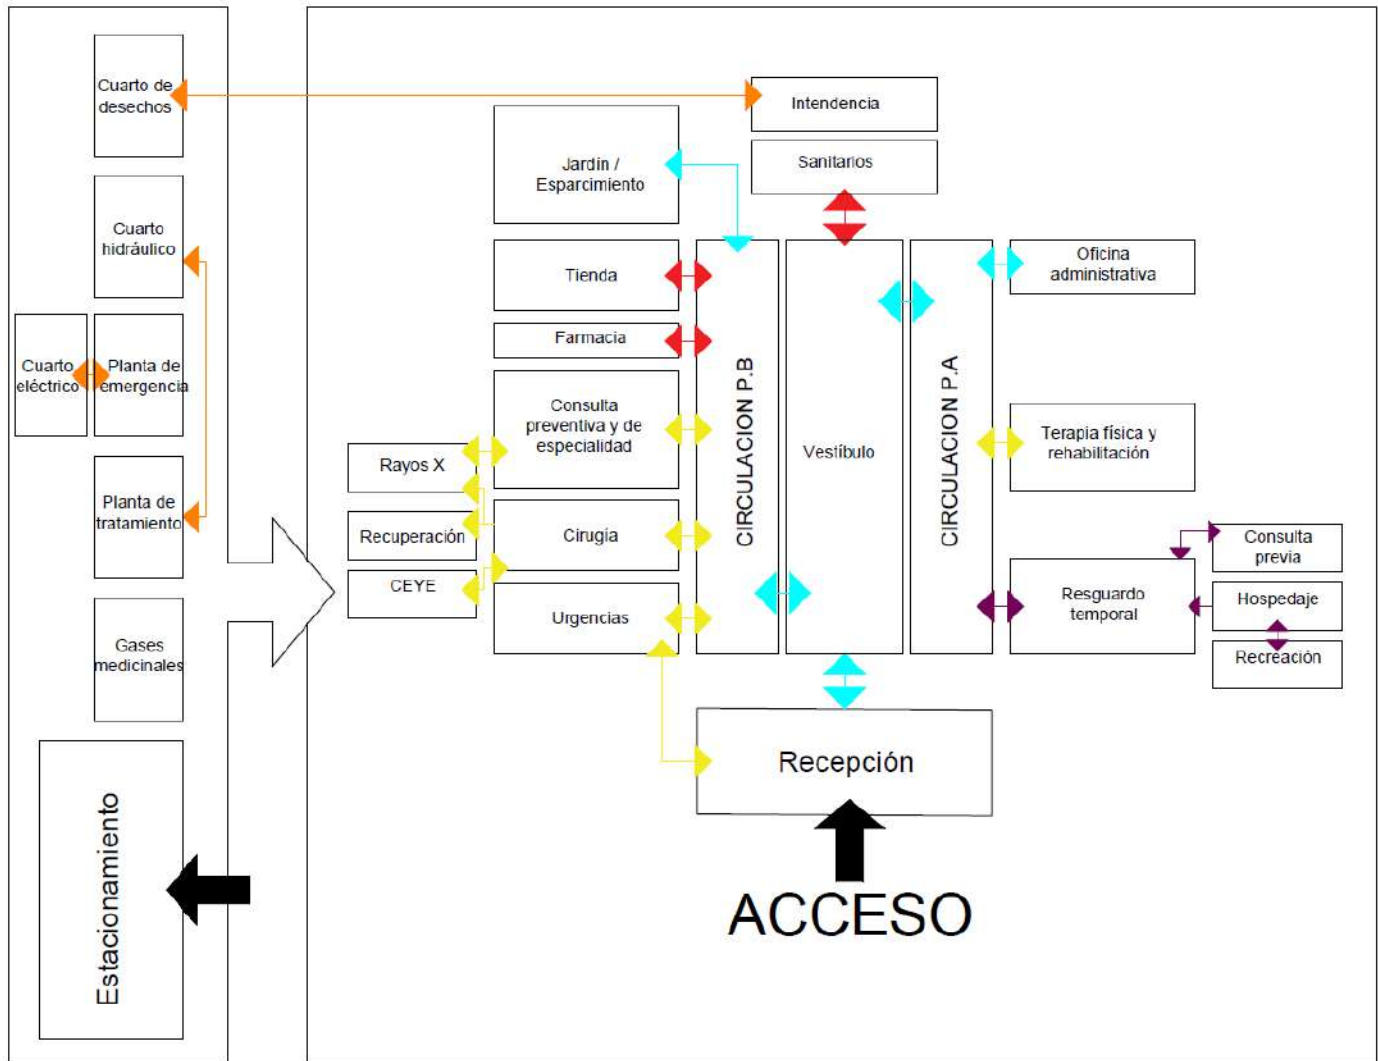 Cuarto de
desechos
Cuarto
hidráulico
Cuarto
eléctrico
Planta de
emergencia
Planta de
tratamiento
Gases
medicinales
Estacionamiento
Intendencia
Sanitarios
Jardín /
Esparcimiento
Tienda
Farmacia
Consulta
preventiva y de
especialidad
Rayos X
Recuperación
CEYE
Cirugía
Urgencias
CIRCULACION P.B
Vestíbulo
CIRCULACION P.A
Oficina
administrativa
Terapia física y
rehabilitación
Resguardo
temporal
Consulta
previa
Hospedaje
Recreación
Recepción
ACCESO